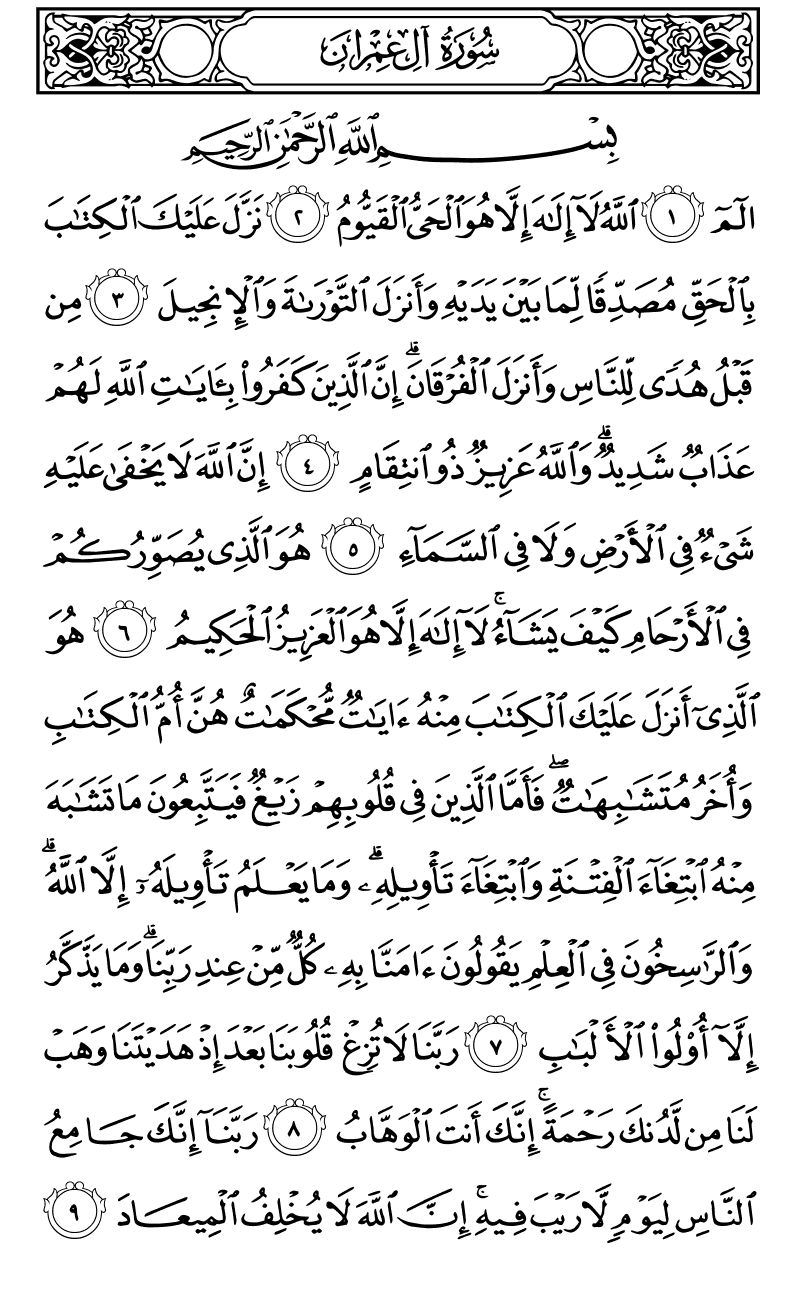 سُورَةُ آلِ عِمۡرَانَ
بِسۡمِ ٱللَّهِ ٱلرَّحۡمَٰنِ ٱلرَّحِيمِ
الٓمٓ ١ ٱللَّهُ لَآ إِلَٰهَ إِلَّا هُوَ ٱلۡحَيُّ ٱلۡقَيُّومُ ٢ نَزَّلَ عَلَيۡكَ ٱلۡكِتَٰبَ
بِٱلۡحَقِّ مُصَدِّقٗا لِّمَا بَيۡنَ يَدَيۡهِ وَأَنزَلَ ٱلتَّوۡرَىٰةَ وَٱلۡإِنجِيلَ ٣ مِن
قَبۡلُ هُدٗى لِّلنَّاسِ وَأَنزَلَ ٱلۡفُرۡقَانَۗ إِنَّ ٱلَّذِينَ كَفَرُواْ بِـَٔايَٰتِ ٱللَّهِ لَهُمۡ
عَذَابٞ شَدِيدٞۗ وَٱللَّهُ عَزِيزٞ ذُو ٱنتِقَامٍ ٤ إِنَّ ٱللَّهَ لَا يَخۡفَىٰ عَلَيۡهِ
شَيۡءٞ فِي ٱلۡأَرۡضِ وَلَا فِي ٱلسَّمَآءِ ٥ هُوَ ٱلَّذِي يُصَوِّرُكُمۡ
فِي ٱلۡأَرۡحَامِ كَيۡفَ يَشَآءُۚ لَآ إِلَٰهَ إِلَّا هُوَ ٱلۡعَزِيزُ ٱلۡحَكِيمُ ٦ هُوَ
ٱلَّذِيٓ أَنزَلَ عَلَيۡكَ ٱلۡكِتَٰبَ مِنۡهُ ءَايَٰتٞ مُّحۡكَمَٰتٌ هُنَّ أُمُّ ٱلۡكِتَٰبِ
وَأُخَرُ مُتَشَٰبِهَٰتٞۖ فَأَمَّا ٱلَّذِينَ فِي قُلُوبِهِمۡ زَيۡغٞ فَيَتَّبِعُونَ مَا تَشَٰبَهَ
مِنۡهُ ٱبۡتِغَآءَ ٱلۡفِتۡنَةِ وَٱبۡتِغَآءَ تَأۡوِيلِهِۦۗ وَمَا يَعۡلَمُ تَأۡوِيلَهُۥٓ إِلَّا ٱللَّهُۗ
وَٱلرَّٰسِخُونَ فِي ٱلۡعِلۡمِ يَقُولُونَ ءَامَنَّا بِهِۦ كُلّٞ مِّنۡ عِندِ رَبِّنَاۗ وَمَا يَذَّكَّرُ
إِلَّآ أُوْلُواْ ٱلۡأَلۡبَٰبِ ٧ رَبَّنَا لَا تُزِغۡ قُلُوبَنَا بَعۡدَ إِذۡ هَدَيۡتَنَا وَهَبۡ
لَنَا مِن لَّدُنكَ رَحۡمَةًۚ إِنَّكَ أَنتَ ٱلۡوَهَّابُ ٨ رَبَّنَآ إِنَّكَ جَامِعُ
ٱلنَّاسِ لِيَوۡمٖ لَّا رَيۡبَ فِيهِۚ إِنَّ ٱللَّهَ لَا يُخۡلِفُ ٱلۡمِيعَادَ ٩